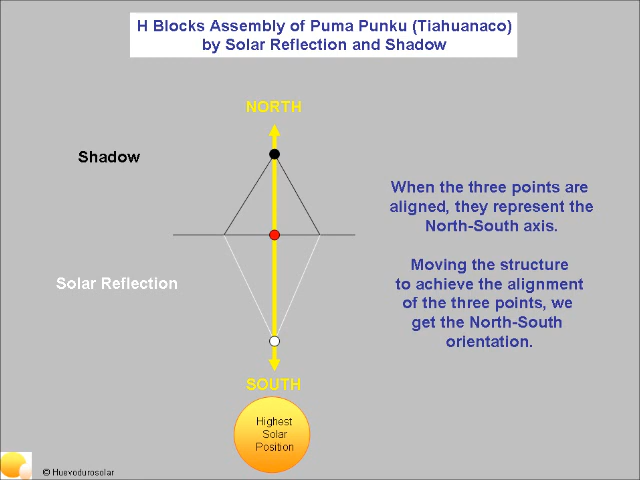 H Blocks Assembly of Puma Punku (Tiahuanaco)
by Solar Reflection and Shadow
NORTH
Shadow
When the three points are
aligned, they represent the
North-South axis.
Solar Reflection
Moving the structure
to achieve the alignment
of the three points, we
get the North-South
orientation.
SOUTH
Highest
Solar
Position
© Huevodurosolar